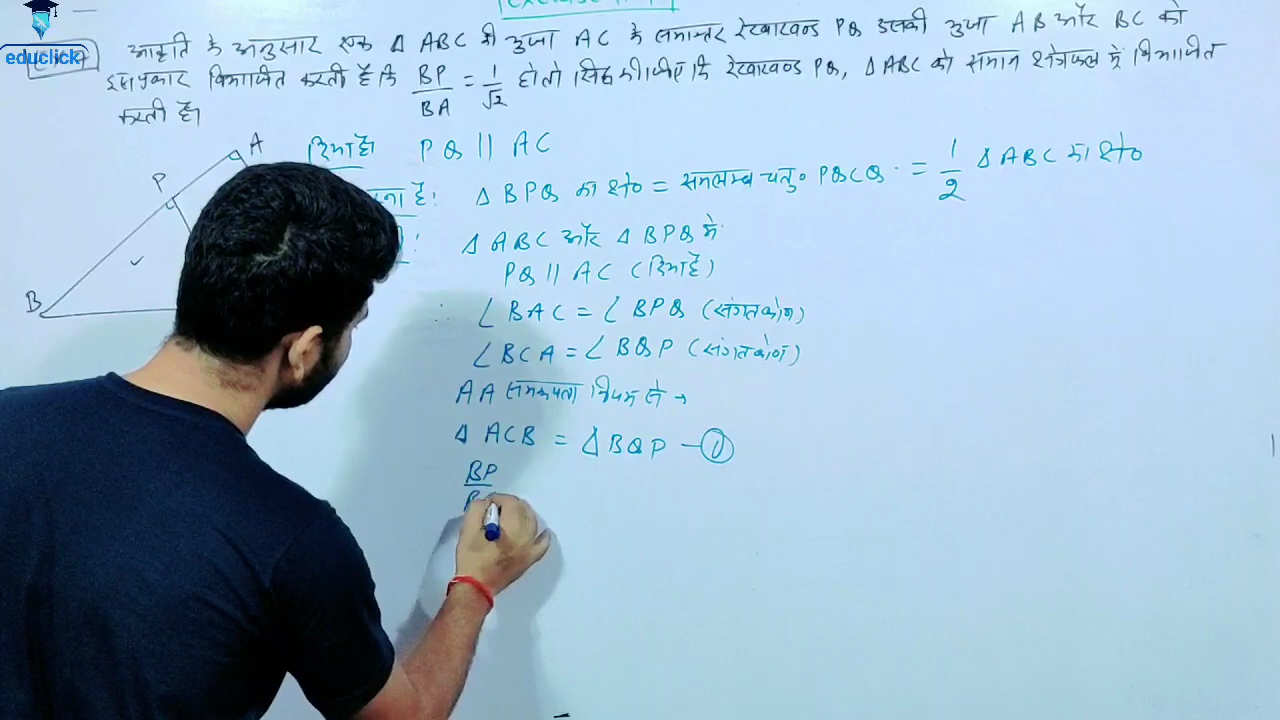 educlick
आकृति के अनुसार एक Δ ABC की भुजा AC के समान्तर रेखाखण्ड PQ उसकी भुजा AB और BC को
इसप्रकार विभाजित करती है कि BP/BA = 1/√2 हो तो सिद्ध कीजिए कि रेखाखण्ड PQ, ΔABC को समान क्षेत्रफल में विभाजित
करती है।
A
P
B
दिया है। PQ || AC
है: Δ BPQ का क्षे० = समलम्ब चतु० PQCQ = 1/2 Δ ABC का क्षे०
Δ ABC और Δ BPQ में
PQ || AC (दिया है)
∴ ∠BAC = ∠BPQ (संगत कोण)
∠BCA = ∠BQP (संगत कोण)
AA समरूपता नियम से →
Δ ACB = Δ BQP —①
BP